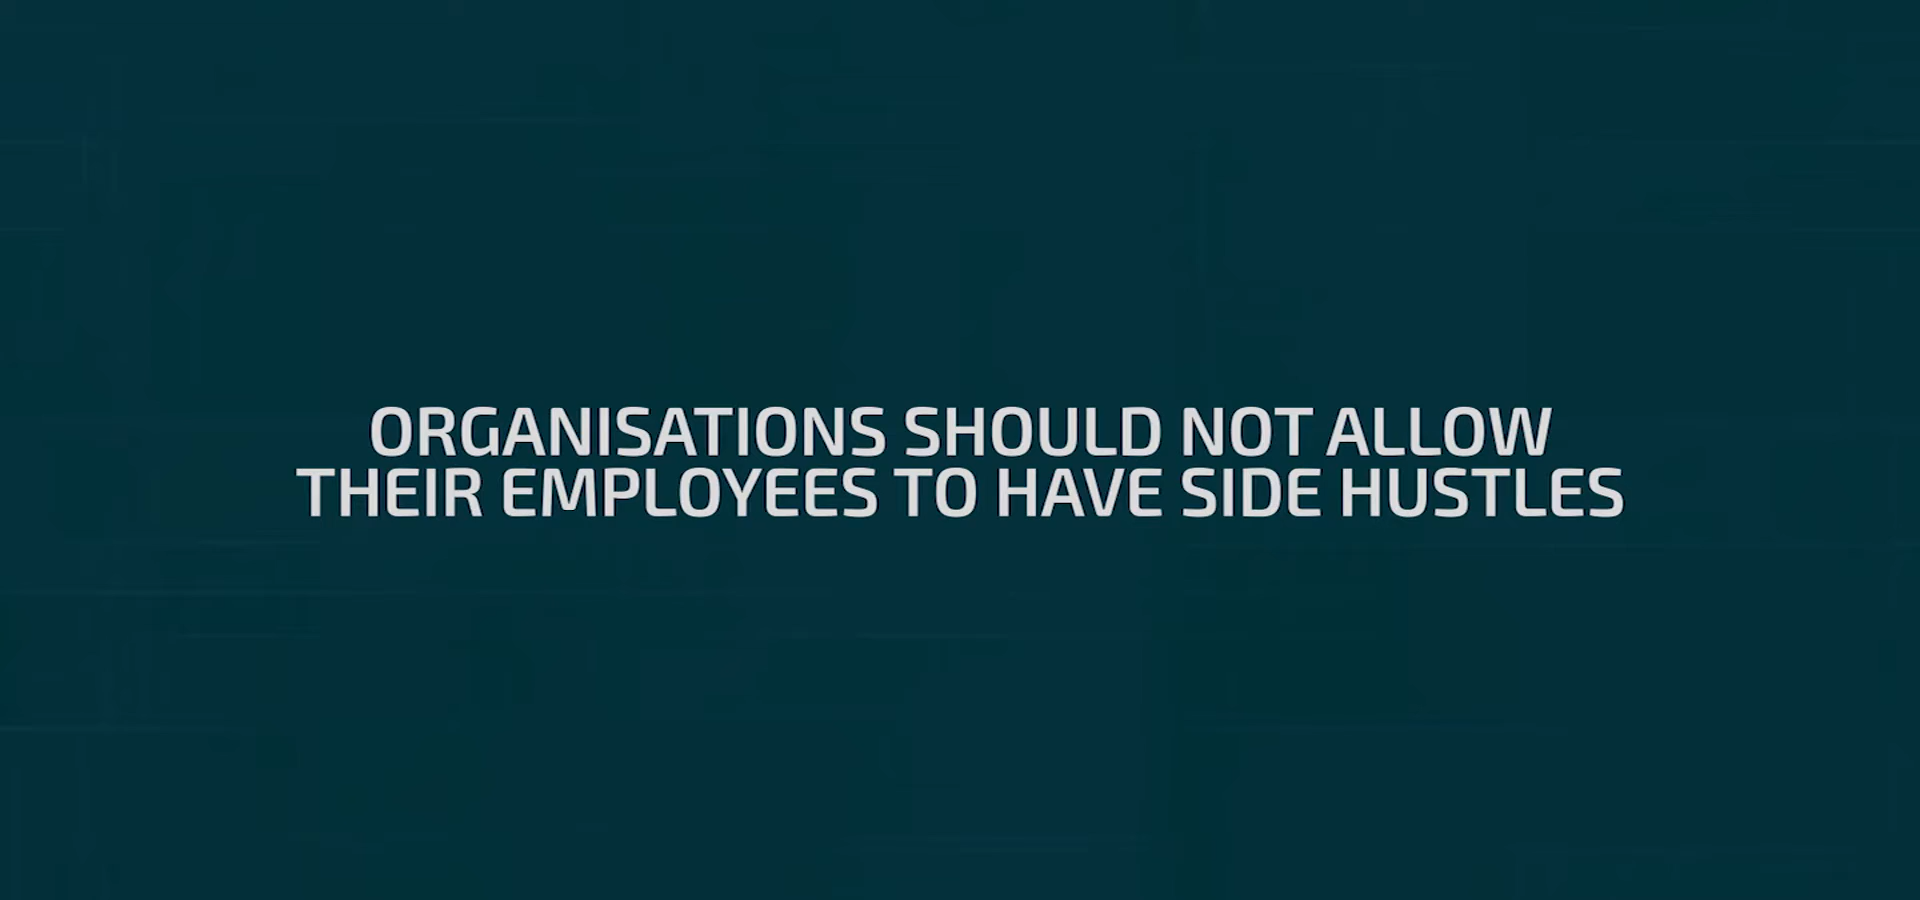 ORGANISATIONS SHOULD NOT ALLOW
THEIR EMPLOYEES TO HAVE SIDE HUSTLES